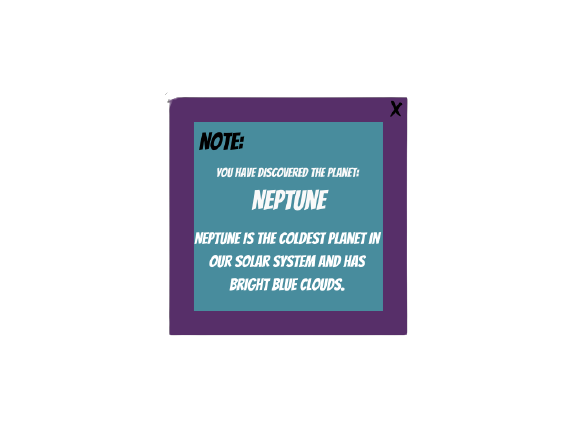 X
NOTE:
YOU HAVE DISCOVERED THE PLANET:
NEPTUNE
NEPTUNE IS THE COLDEST PLANET IN
OUR SOLAR SYSTEM AND HAS
BRIGHT BLUE CLOUDS.